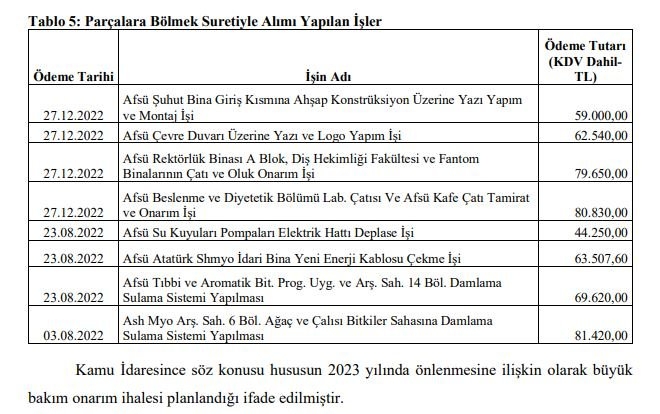 Tablo 5: Parçalara Bölmek Suretiyle Alımı Yapılan İşler
Ödeme Tarihi İşin Adı Ödeme Tutarı
(KDV Dahil-
TL)
Afsü Şuhut Bina Giriş Kısmına Ahşap Konstrüksiyon Üzerine Yazı Yapım
27.12.2022 ve Montaj İşi 59.000,00
27.12.2022 Afsü Çevre Duvarı Üzerine Yazı ve Logo Yapım İşi 62.540,00
Afsü Rektörlük Binası A Blok, Diş Hekimliği Fakültesi ve Fantom
27.12.2022 Binalarının Çatı ve Oluk Onarım İşi 79.650,00
Afsü Beslenme ve Diyetetik Bölümü Lab. Çatısı Ve Afsü Kafe Çatı Tamirat
27.12.2022 ve Onarım İşi 80.830,00
23.08.2022 Afsü Su Kuyuları Pompaları Elektrik Hattı Deplase İşi 44.250,00
23.08.2022 Afsü Atatürk Shmyo İdari Bina Yeni Enerji Kablosu Çekme İşi 63.507,60
Afsü Tıbbi ve Aromatik Bit. Prog. Uyg. ve Arş. Sah. 14 Böl. Damlama
23.08.2022 Sulama Sistemi Yapılması 69.620,00
Ash Myo Arş. Sah. 6 Böl. Ağaç ve Çalısı Bitkiler Sahasına Damlama
03.08.2022 Sulama Sistemi Yapılması 81.420,00
Kamu İdaresince söz konusu hususun 2023 yılında önlenmesine ilişkin olarak büyük
bakım onarım ihalesi planlandığı ifade edilmiştir.